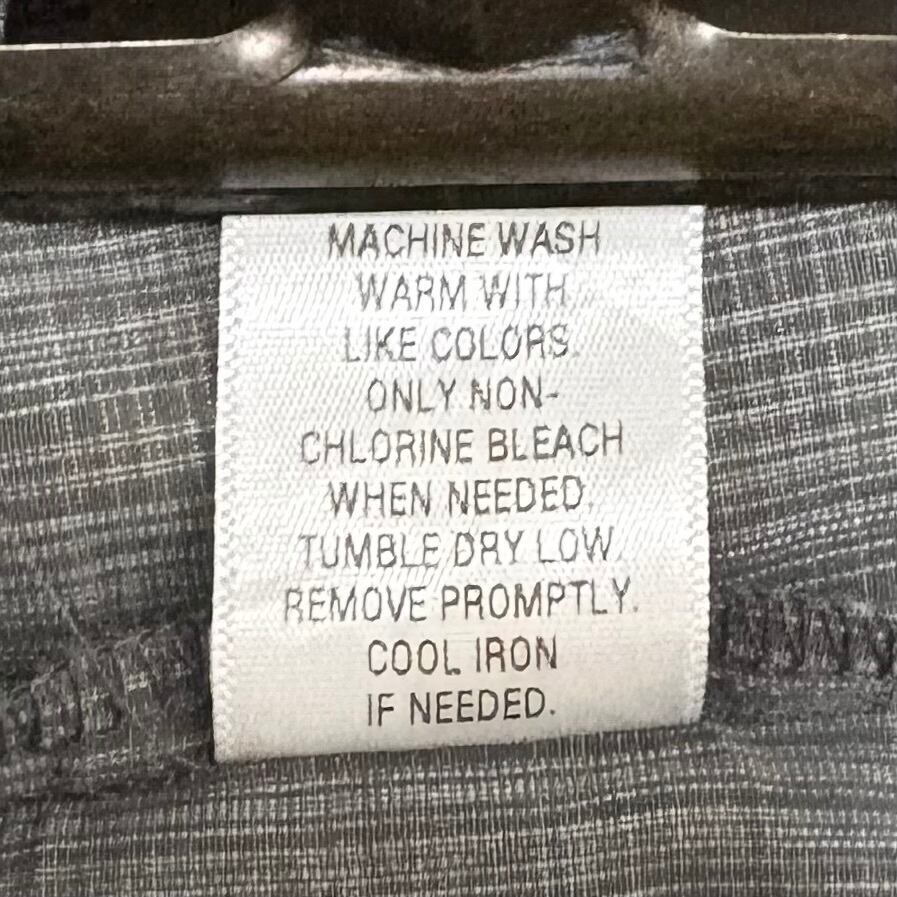 MACHINE WASH
WARM WITH
LIKE COLORS.
ONLY NON-
CHLORINE BLEACH
WHEN NEEDED.
TUMBLE DRY LOW.
REMOVE PROMPTLY.
COOL IRON
IF NEEDED.